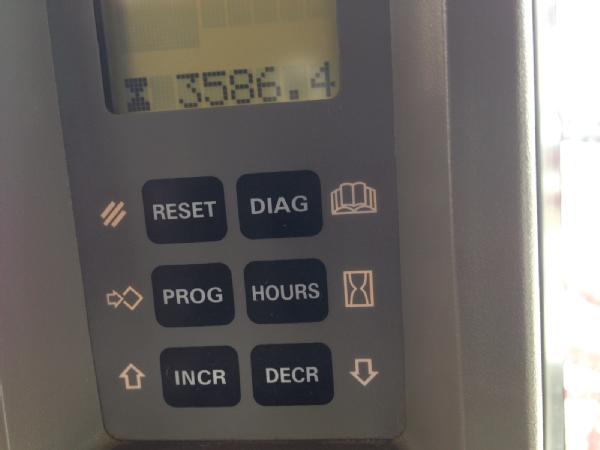 3586.4
RESET DIAG
PROG HOURS
INCR DECR